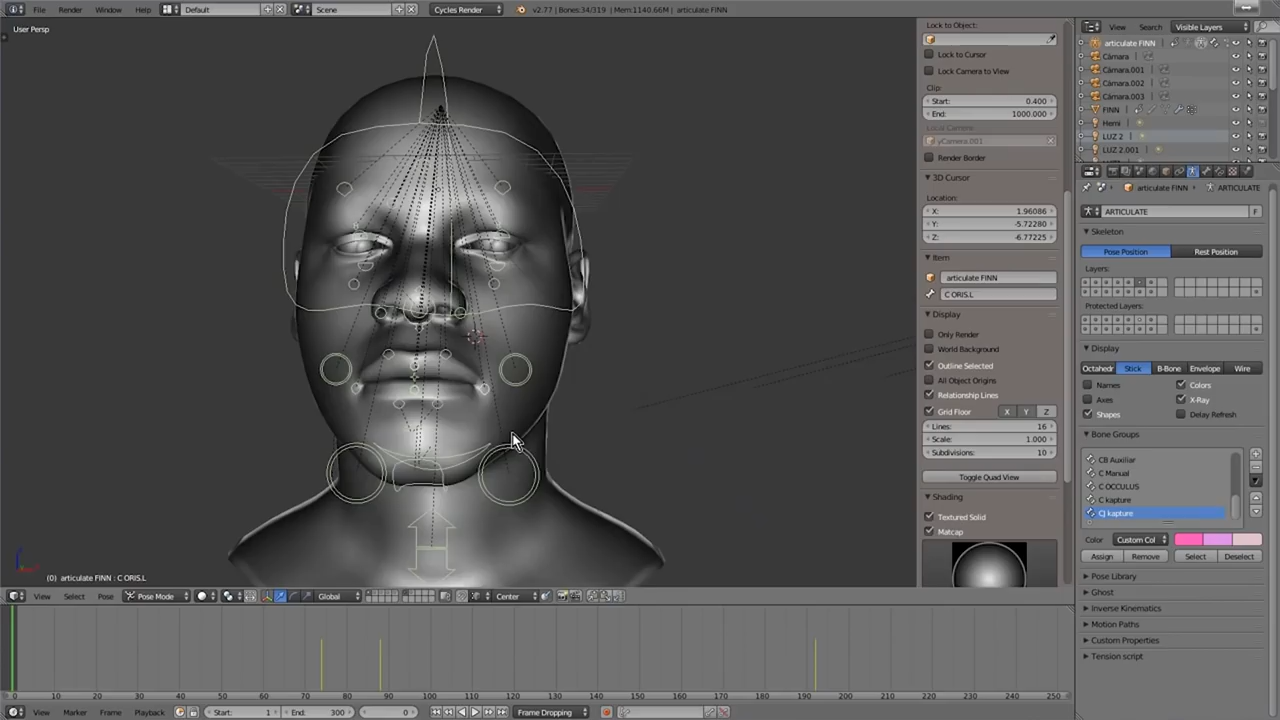 File Render Window Help Default Scene Cycles Render v2.77 | Bones:34/319 | Mem:1140.66M | articulate FINN
User Persp
(0) articulate FINN : C ORIS.L
View Select Pose Pose Mode Global Center
0 10 20 30 40 50 60 70 80 90 100 110 120 130 140 150 160 170 180 190 200 210 220 230 240 250
View Marker Frame Playback Start: 1 End: 300 0 Frame Dropping
Lock to Object:
Lock to Cursor
Lock Camera to View
Clip:
Start: 0.400
End: 1000.000
Local Camera:
Camera.001
Render Border
3D Cursor
Location:
X: 1.96086
Y: -5.72280
Z: -6.77225
Item
articulate FINN
C ORIS.L
Display
Only Render
World Background
Outline Selected
All Object Origins
Relationship Lines
Grid Floor X Y Z
Lines: 16
Scale: 1.000
Subdivisions: 10
Toggle Quad View
Shading
Textured Solid
Matcap
View Search Visible Layers
articulate FINN
Cámara
Cámara.001
Cámara.002
Cámara.003
FINN
Hemi
LUZ 2
LUZ 2.001
articulate FINN ARTICULATE
ARTICULATE F
Skeleton
Pose Position Rest Position
Layers:
Protected Layers:
Display
Octahedr Stick B-Bone Envelope Wire
Names Colors
Axes X-Ray
Shapes Delay Refresh
Bone Groups
CB Auxiliar
C Manual
C OCCULUS
C kapture
CJ kapture
Color: Custom Col
Assign Remove Select Deselect
Pose Library
Ghost
Inverse Kinematics
Motion Paths
Custom Properties
Tension script